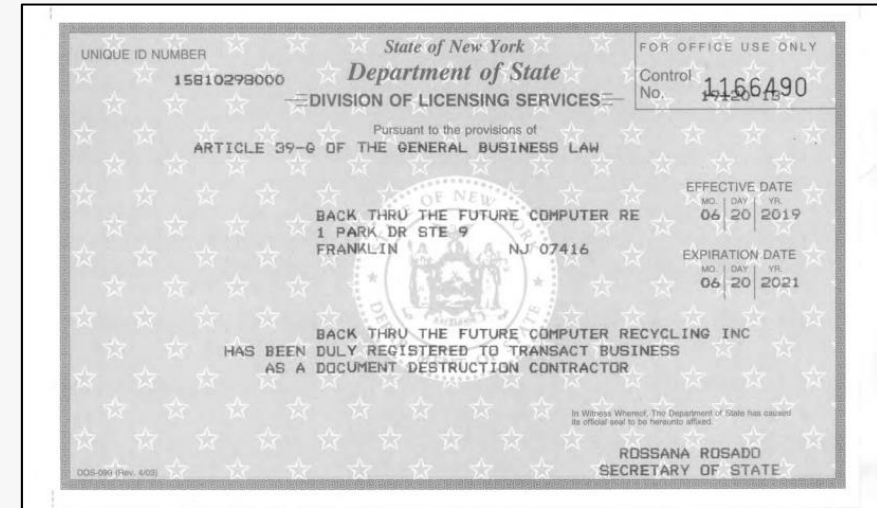 UNIQUE ID NUMBER
15810298000
State of New York
Department of State
DIVISION OF LICENSING SERVICES
FOR OFFICE USE ONLY
Control
No. 1166490
Pursuant to the provisions of
ARTICLE 39-G OF THE GENERAL BUSINESS LAW
EFFECTIVE DATE
MO. DAY YR.
06 20 2019
BACK THRU THE FUTURE COMPUTER RE
1 PARK DR STE 9
FRANKLIN NJ 07416
EXPIRATION DATE
MO. DAY YR.
06 20 2021
BACK THRU THE FUTURE COMPUTER RECYCLING INC
HAS BEEN DULY REGISTERED TO TRANSACT BUSINESS
AS A DOCUMENT DESTRUCTION CONTRACTOR
In Witness Whereof, The Department of State has caused
its official seal to be hereunto affixed.
ROSSANA ROSADO
SECRETARY OF STATE
DOS-099 (Rev. 4/03)